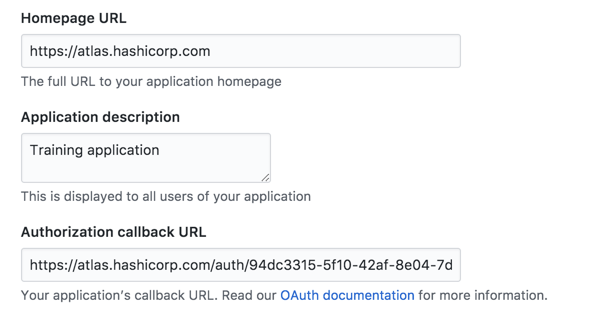 Homepage URL
https://atlas.hashicorp.com
The full URL to your application homepage
Application description
Training application
This is displayed to all users of your application
Authorization callback URL
https://atlas.hashicorp.com/auth/94dc3315-5f10-42af-8e04-7d
Your application's callback URL. Read our OAuth documentation for more information.